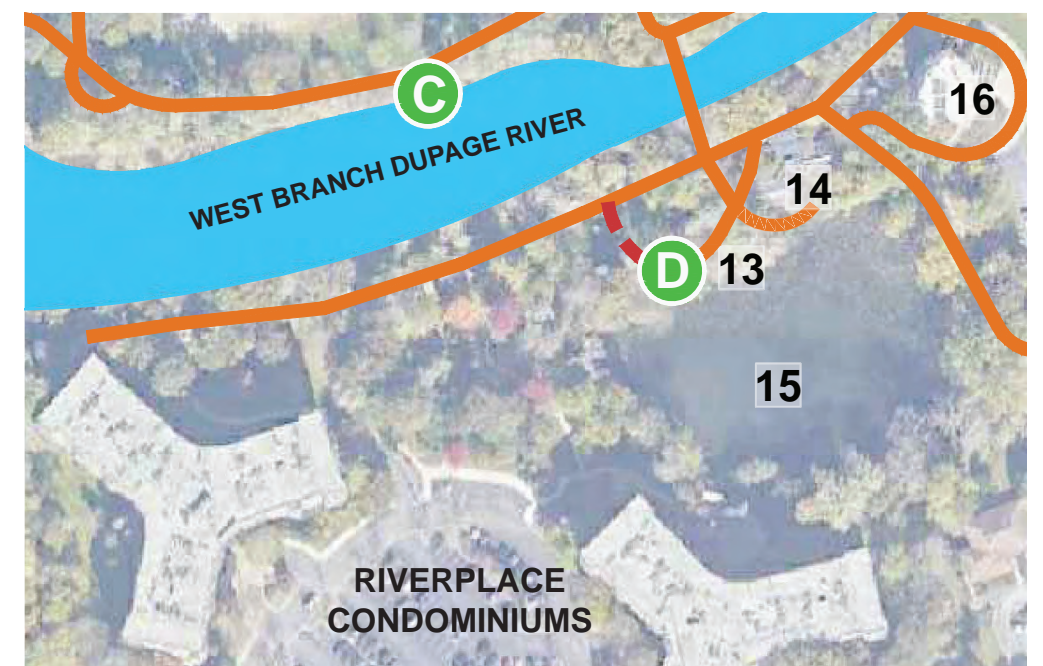 C
16
WEST BRANCH DUPAGE RIVER
14
D
13
15
RIVERPLACE
CONDOMINIUMS